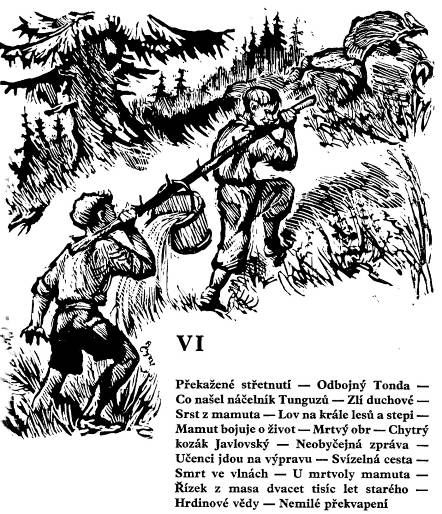 VI
Překažené střetnutí — Odbojný Tonda —
Co našel náčelník Tunguzů — Zlí duchové —
Srst z mamuta — Lov na krále lesů a stepi —
Mamut bojuje o život — Mrtvý obr — Chytrý
kozák Javlovský — Neobyčejná zpráva —
Učenci jdou na výpravu — Svízelná cesta —
Smrt ve vlnách — U mrtvoly mamuta —
Řízek z masa dvacet tisíc let starého —
Hrdinové vědy — Nemilé překvapení